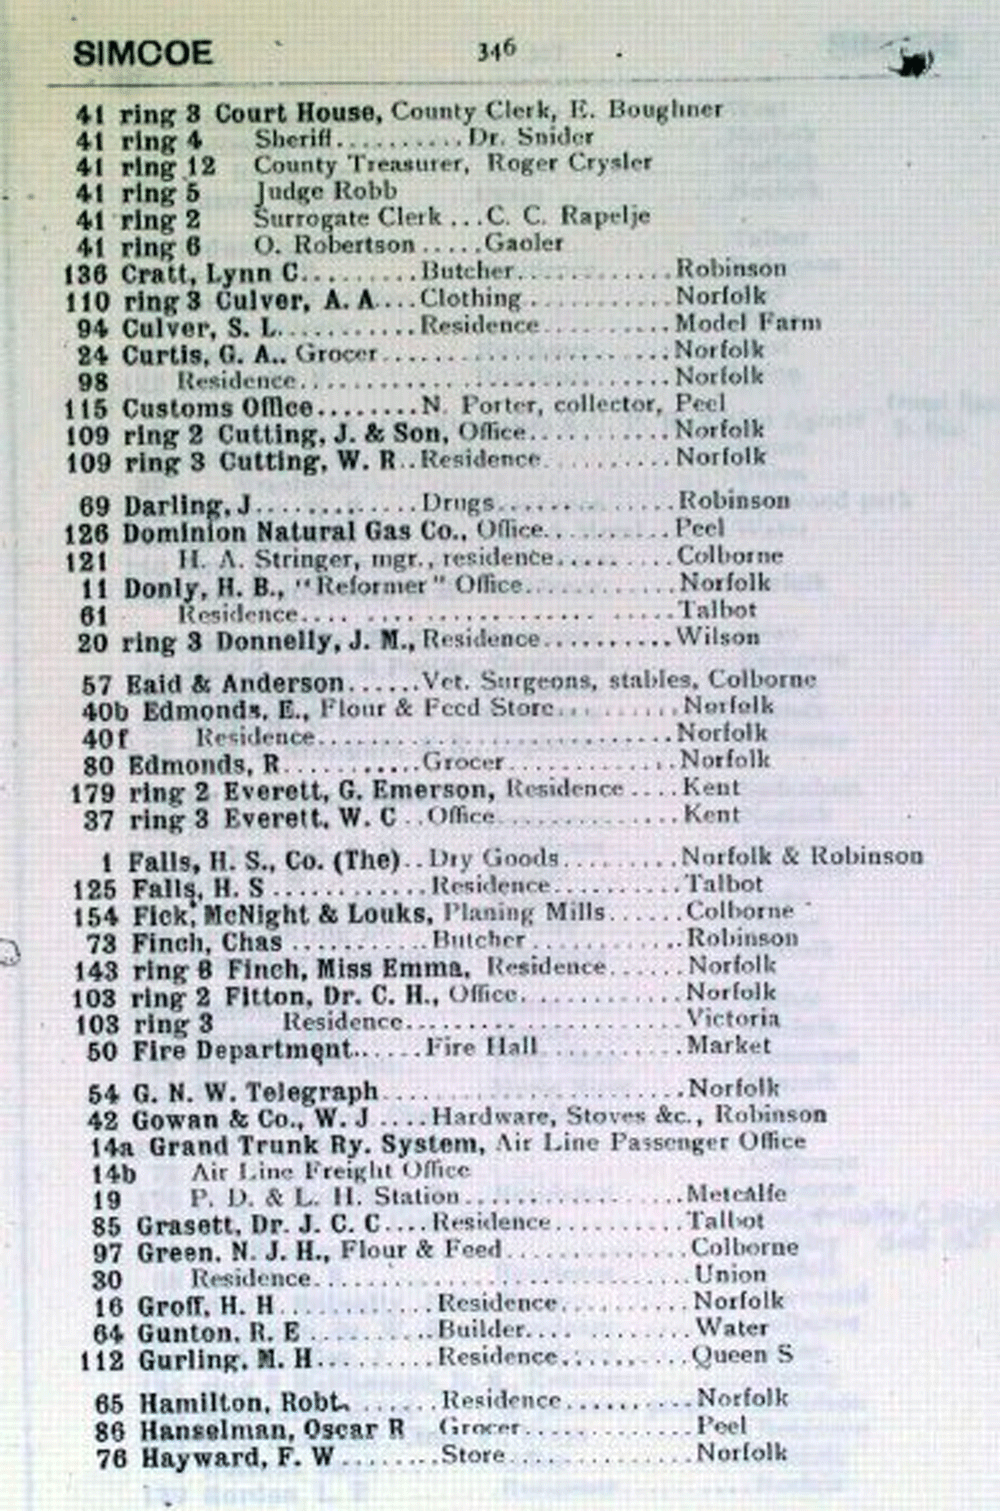 SIMCOE 346
41 ring 3 Court House, County Clerk, E. Boughner
41 ring 4 Sheriff..........Dr. Snider
41 ring 12 County Treasurer, Roger Crysler
41 ring 5 Judge Robb
41 ring 2 Surrogate Clerk ...C. C. Rapelje
41 ring 6 O. Robertson .....Gaoler
136 Cratt, Lynn C.........Butcher............Robinson
110 ring 3 Culver, A. A....Clothing ...........Norfolk
94 Culver, S. L...........Residence..........Model Farm
24 Curtis, G. A.. Grocer.......................Norfolk
98 Residence.............................Norfolk
115 Customs Office........N. Porter, collector, Peel
109 ring 2 Cutting, J. & Son, Office............Norfolk
109 ring 3 Cutting, W. R..Residence..........Norfolk
69 Darling, J.............Drugs..............Robinson
126 Dominion Natural Gas Co., Office..........Peel
121 H. A. Stringer, mgr., residence.........Colborne
11 Donly, H. B., "Reformer" Office............Norfolk
61 Residence.............................Talbot
20 ring 3 Donnelly, J. M., Residence..........Wilson
57 Eaid & Anderson......Vet. Surgeons, stables, Colborne
40b Edmonds, E., Flour & Feed Store.........Norfolk
40f Residence............................Norfolk
80 Edmonds, R...........Grocer.............Norfolk
179 ring 2 Everett, G. Emerson, Residence ....Kent
37 ring 3 Everett, W. C ..Office..............Kent
1 Falls, H. S., Co. (The)..Dry Goods.........Norfolk & Robinson
125 Falls, H. S ............Residence..........Talbot
154 Fick, McNight & Louks, Planing Mills......Colborne
73 Finch, Chas ..........Butcher............Robinson
143 ring 3 Finch, Miss Emma, Residence......Norfolk
103 ring 2 Fitton, Dr. C. H., Office............Norfolk
103 ring 3 Residence.......................Victoria
50 Fire Department......Fire Hall ...........Market
54 G. N. W. Telegraph.........................Norfolk
42 Gowan & Co., W. J ....Hardware, Stoves &c., Robinson
14a Grand Trunk Ry. System, Air Line Passenger Office
14b Air Line Freight Office
19 P. D. & L. H. Station..................Metcalfe
85 Grasett, Dr. J. C. C....Residence..........Talbot
97 Green. N. J. H., Flour & Feed...............Colborne
30 Residence..............................Union
16 Groff, H. H............Residence..........Norfolk
64 Gunton. R. E .........Builder............Water
112 Gurling. M. H.........Residence..........Queen S
65 Hamilton, Robt. ......Residence..........Norfolk
86 Hanselman, Oscar R Grocer............Peel
76 Hayward, F. W........Store..............Norfolk